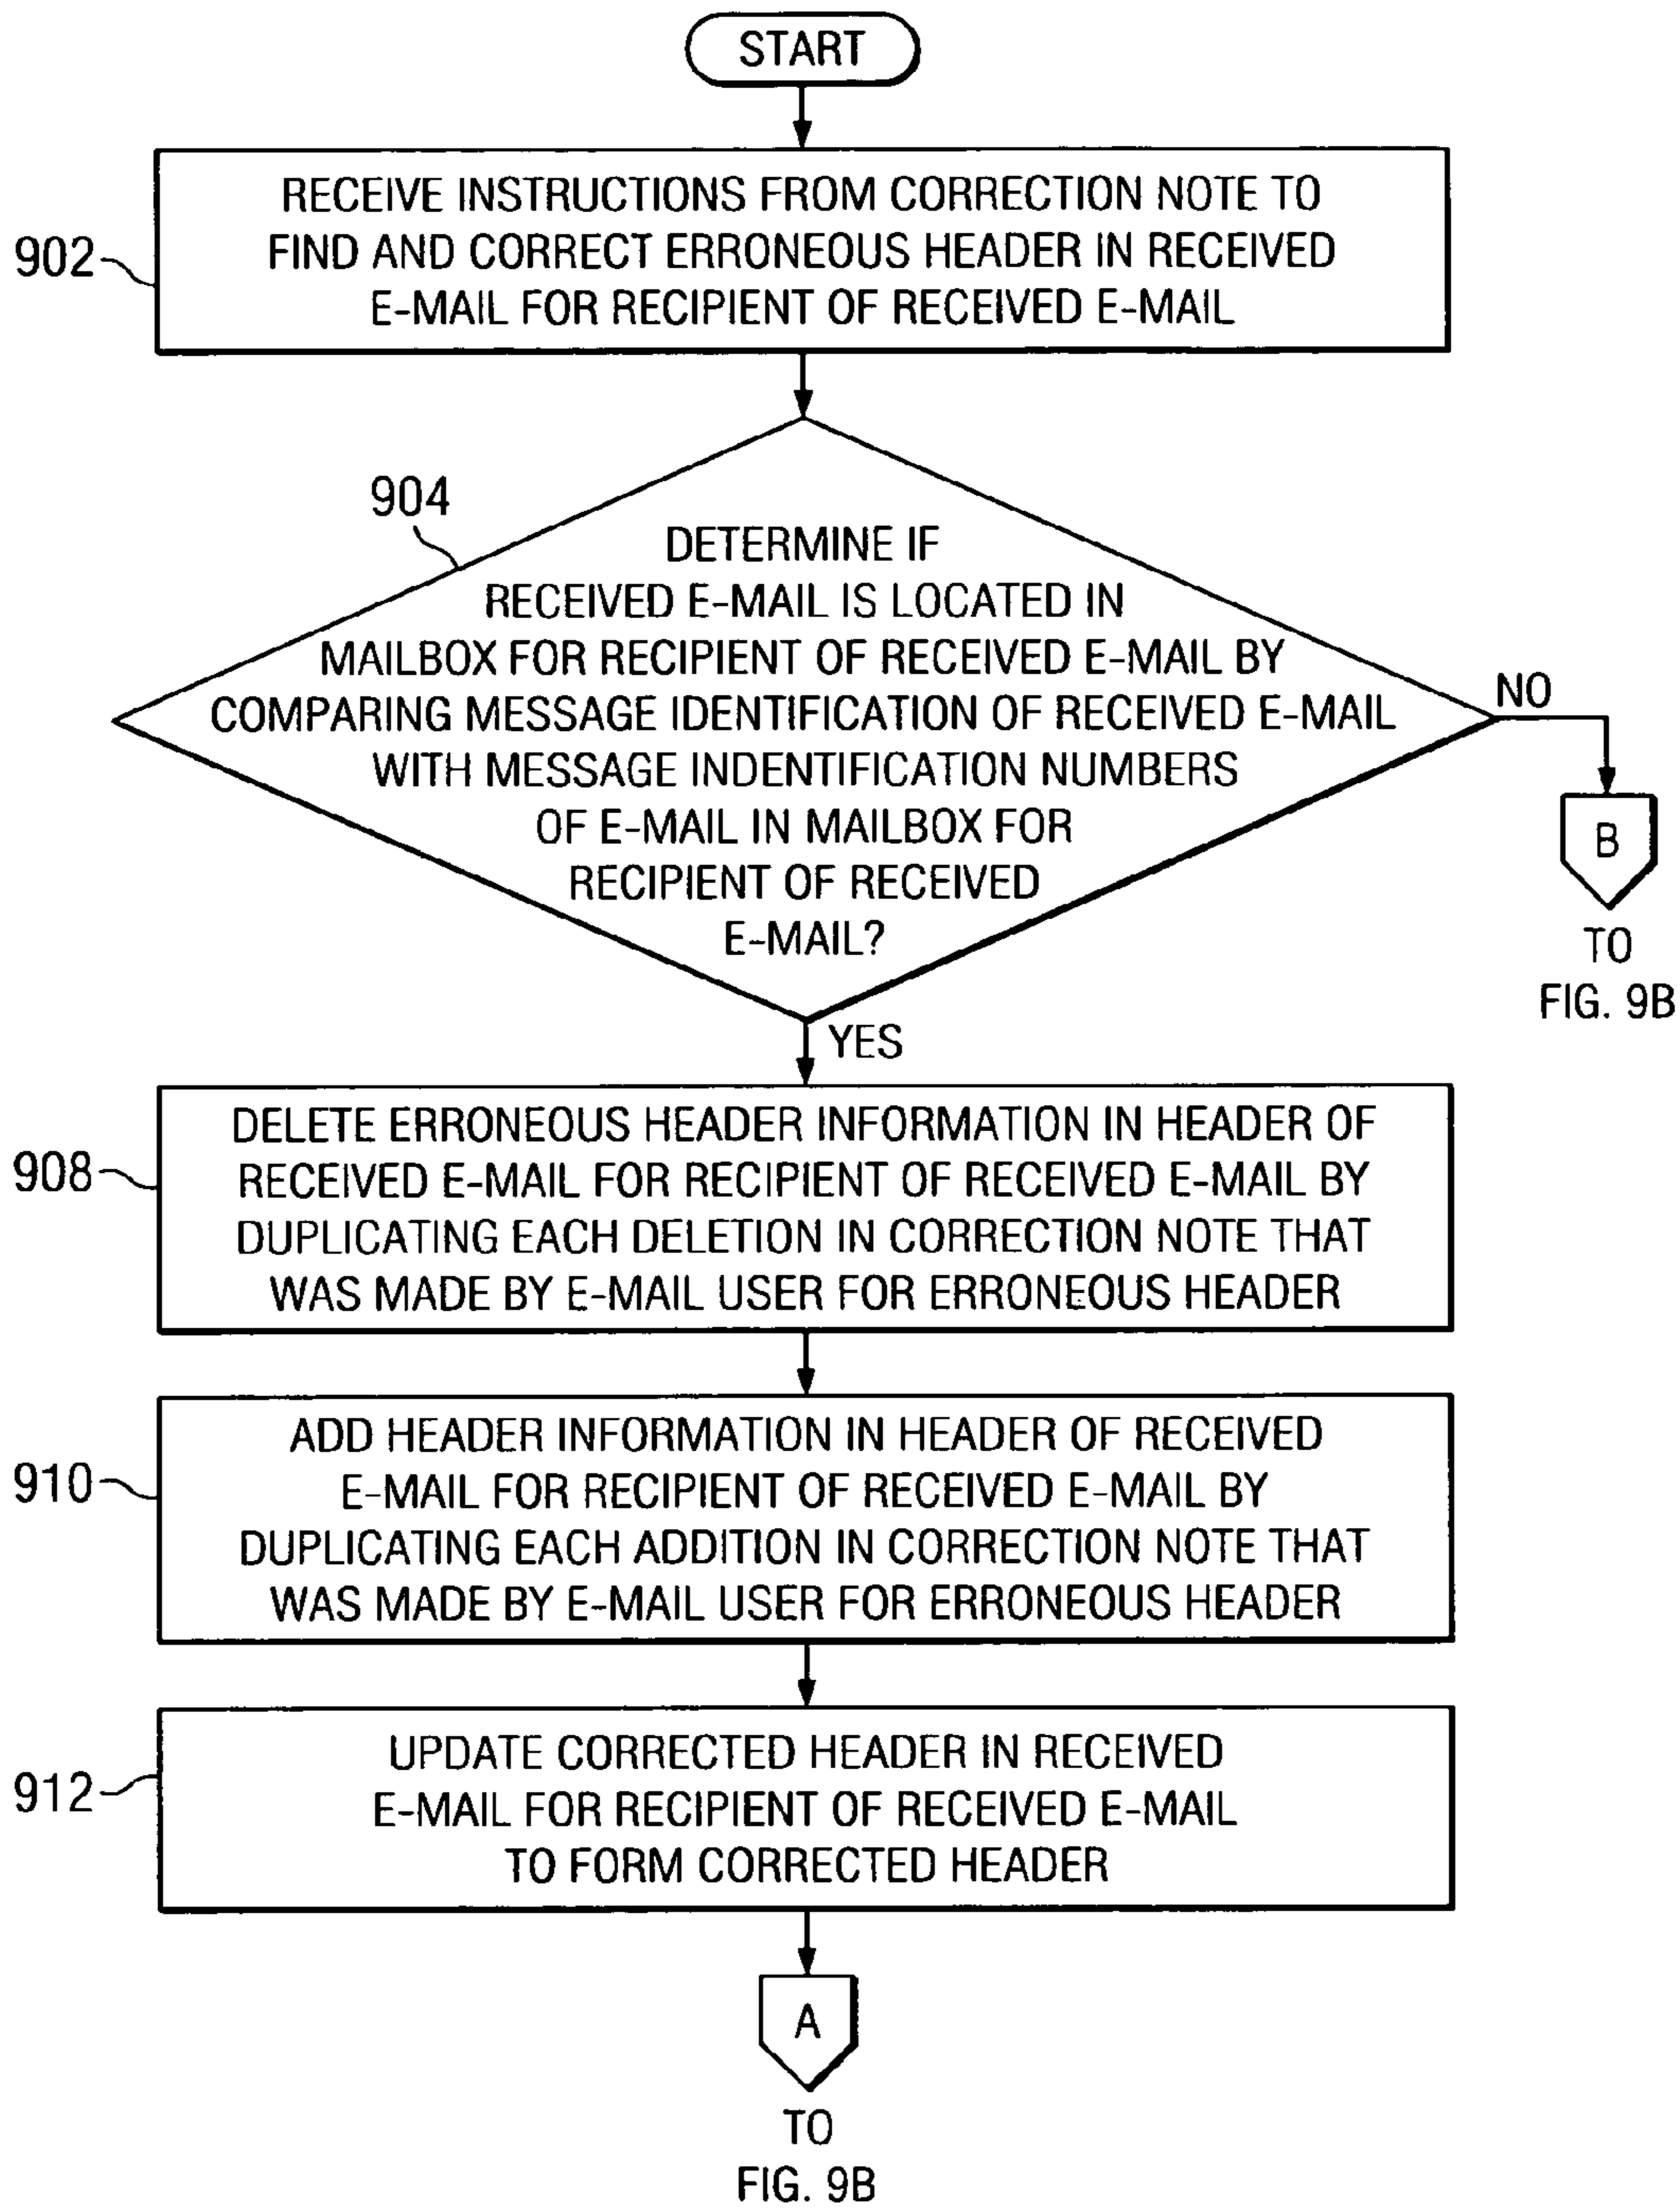 START
902
RECEIVE INSTRUCTIONS FROM CORRECTION NOTE TO
FIND AND CORRECT ERRONEOUS HEADER IN RECEIVED
E-MAIL FOR RECIPIENT OF RECEIVED E-MAIL
904
DETERMINE IF
RECEIVED E-MAIL IS LOCATED IN
MAILBOX FOR RECIPIENT OF RECEIVED E-MAIL BY
COMPARING MESSAGE IDENTIFICATION OF RECEIVED E-MAIL
WITH MESSAGE INDENTIFICATION NUMBERS
OF E-MAIL IN MAILBOX FOR
RECIPIENT OF RECEIVED
E-MAIL?
NO
B
TO
FIG. 9B
YES
908
DELETE ERRONEOUS HEADER INFORMATION IN HEADER OF
RECEIVED E-MAIL FOR RECIPIENT OF RECEIVED E-MAIL BY
DUPLICATING EACH DELETION IN CORRECTION NOTE THAT
WAS MADE BY E-MAIL USER FOR ERRONEOUS HEADER
910
ADD HEADER INFORMATION IN HEADER OF RECEIVED
E-MAIL FOR RECIPIENT OF RECEIVED E-MAIL BY
DUPLICATING EACH ADDITION IN CORRECTION NOTE THAT
WAS MADE BY E-MAIL USER FOR ERRONEOUS HEADER
912
UPDATE CORRECTED HEADER IN RECEIVED
E-MAIL FOR RECIPIENT OF RECEIVED E-MAIL
TO FORM CORRECTED HEADER
A
TO
FIG. 9B